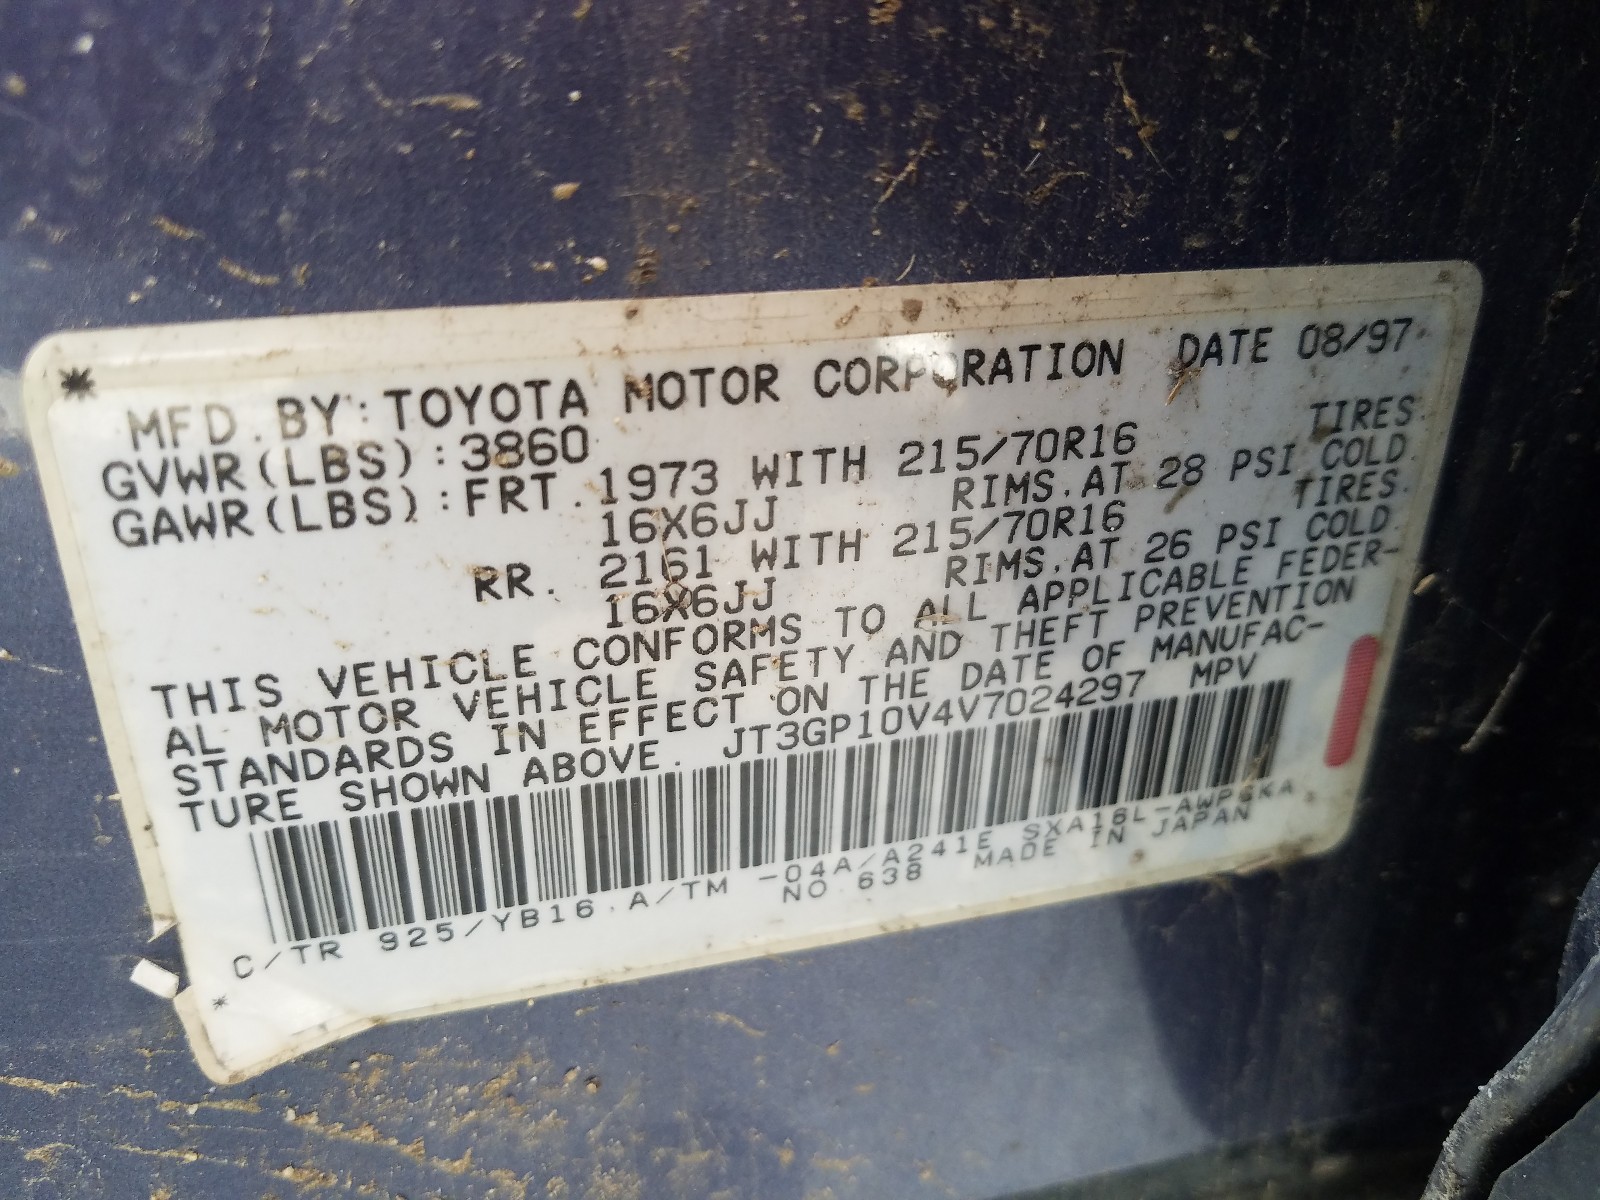 MFD. BY: TOYOTA MOTOR CORPORATION DATE 08/97
GVWR(LBS):3860
GAWR(LBS):FRT. 1973 WITH 215/70R16 TIRES.
16X6JJ RIMS. AT 28 PSI COLD.
RR. 2161 WITH 215/70R16 TIRES.
16X6JJ RIMS. AT 26 PSI COLD.
THIS VEHICLE CONFORMS TO ALL APPLICABLE FEDER-
AL MOTOR VEHICLE SAFETY AND THEFT PREVENTION
STANDARDS IN EFFECT ON THE DATE OF MANUFAC-
TURE SHOWN ABOVE. JT3GP10V4V7024297 MPV
C/TR 925/YB16. A/TM -04A/A241E SXA16L-AWPGKA
NO.638 MADE IN JAPAN